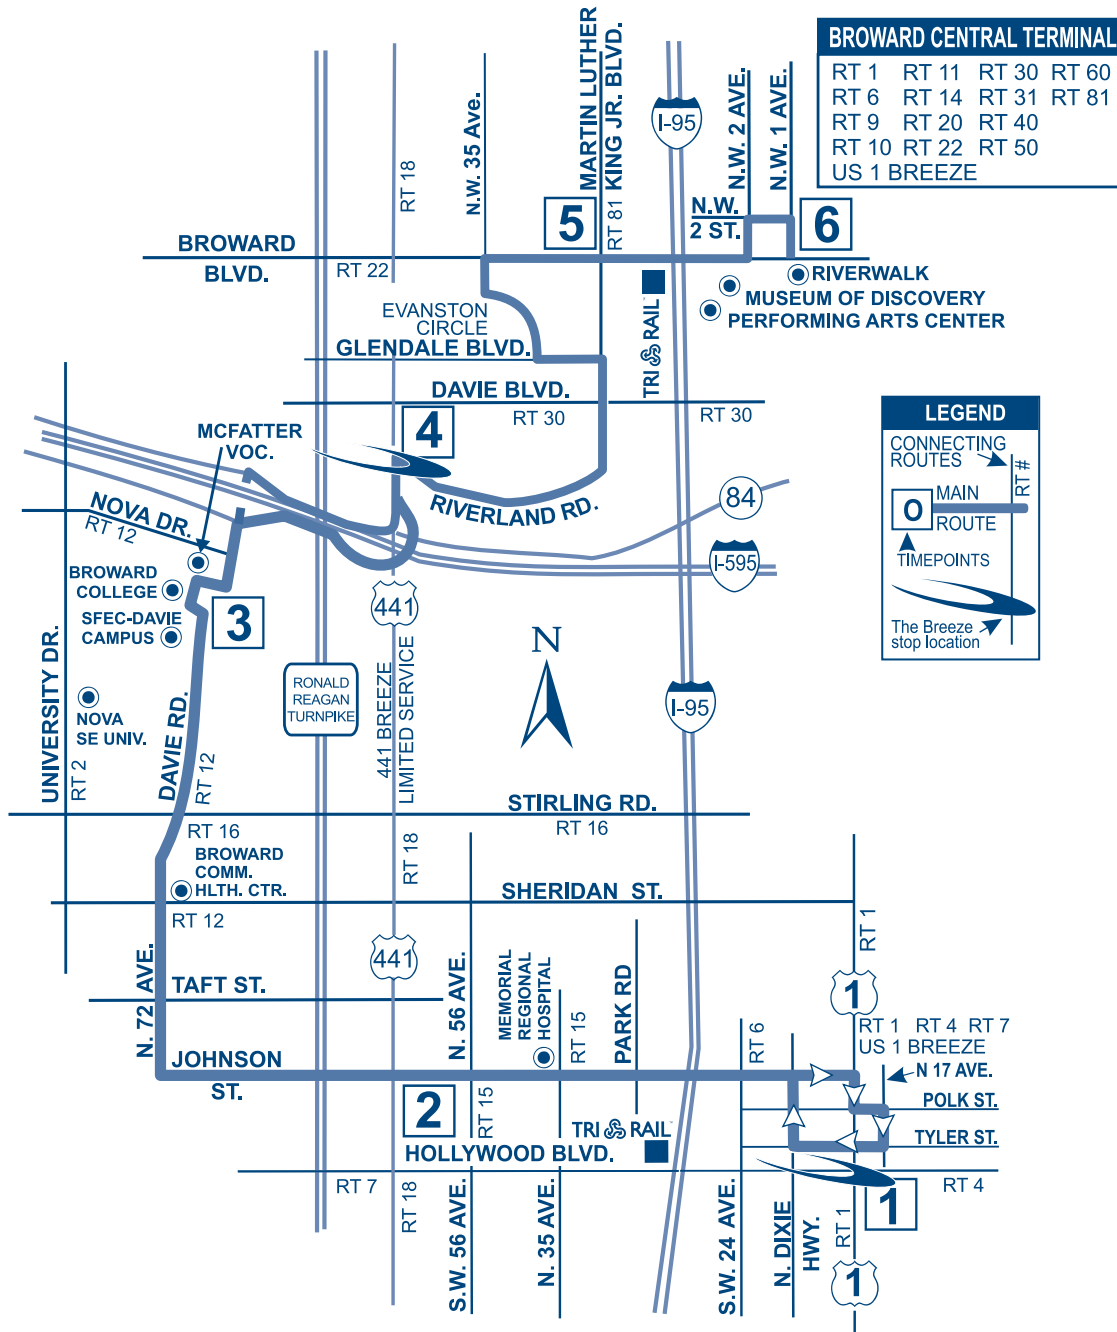 BROWARD CENTRAL TERMINAL
RT 1 RT 11 RT 30 RT 60
RT 6 RT 14 RT 31 RT 81
RT 9 RT 20 RT 40
RT 10 RT 22 RT 50
US 1 BREEZE
MARTIN LUTHER
KING JR. BLVD.
RT 81
N.W. 35 Ave.
RT 18
I-95
N.W. 2 AVE.
N.W. 1 AVE.
N.W.
2 ST.
5
6
BROWARD
BLVD.
RT 22
RIVERWALK
MUSEUM OF DISCOVERY
PERFORMING ARTS CENTER
TRI RAIL
EVANSTON
CIRCLE
GLENDALE BLVD.
DAVIE BLVD.
RT 30
RT 30
4
MCFATTER
VOC.
LEGEND
CONNECTING
ROUTES
RT #
O
MAIN
ROUTE
TIMEPOINTS
The Breeze
stop location
NOVA DR.
RT 12
RIVERLAND RD.
84
I-595
BROWARD
COLLEGE
SFEC-DAVIE
CAMPUS
3
441
N
UNIVERSITY DR.
RT 2
NOVA
SE UNIV.
DAVIE RD.
RT 12
RONALD
REAGAN
TURNPIKE
441 BREEZE
LIMITED SERVICE
I-95
STIRLING RD.
RT 16
RT 16
BROWARD
COMM.
HLTH. CTR.
RT 18
SHERIDAN ST.
RT 12
RT 1
N. 72 AVE.
TAFT ST.
441
N. 56 AVE.
MEMORIAL
REGIONAL
HOSPITAL
RT 15
PARK RD
1
RT 6
RT 1 RT 4 RT 7
US 1 BREEZE
N 17 AVE.
JOHNSON
ST.
2
RT 15
POLK ST.
TRI RAIL
TYLER ST.
HOLLYWOOD BLVD.
RT 7
RT 18
S.W. 56 AVE.
N. 35 AVE.
S.W. 24 AVE.
N. DIXIE
HWY.
RT 1
1
RT 4
1